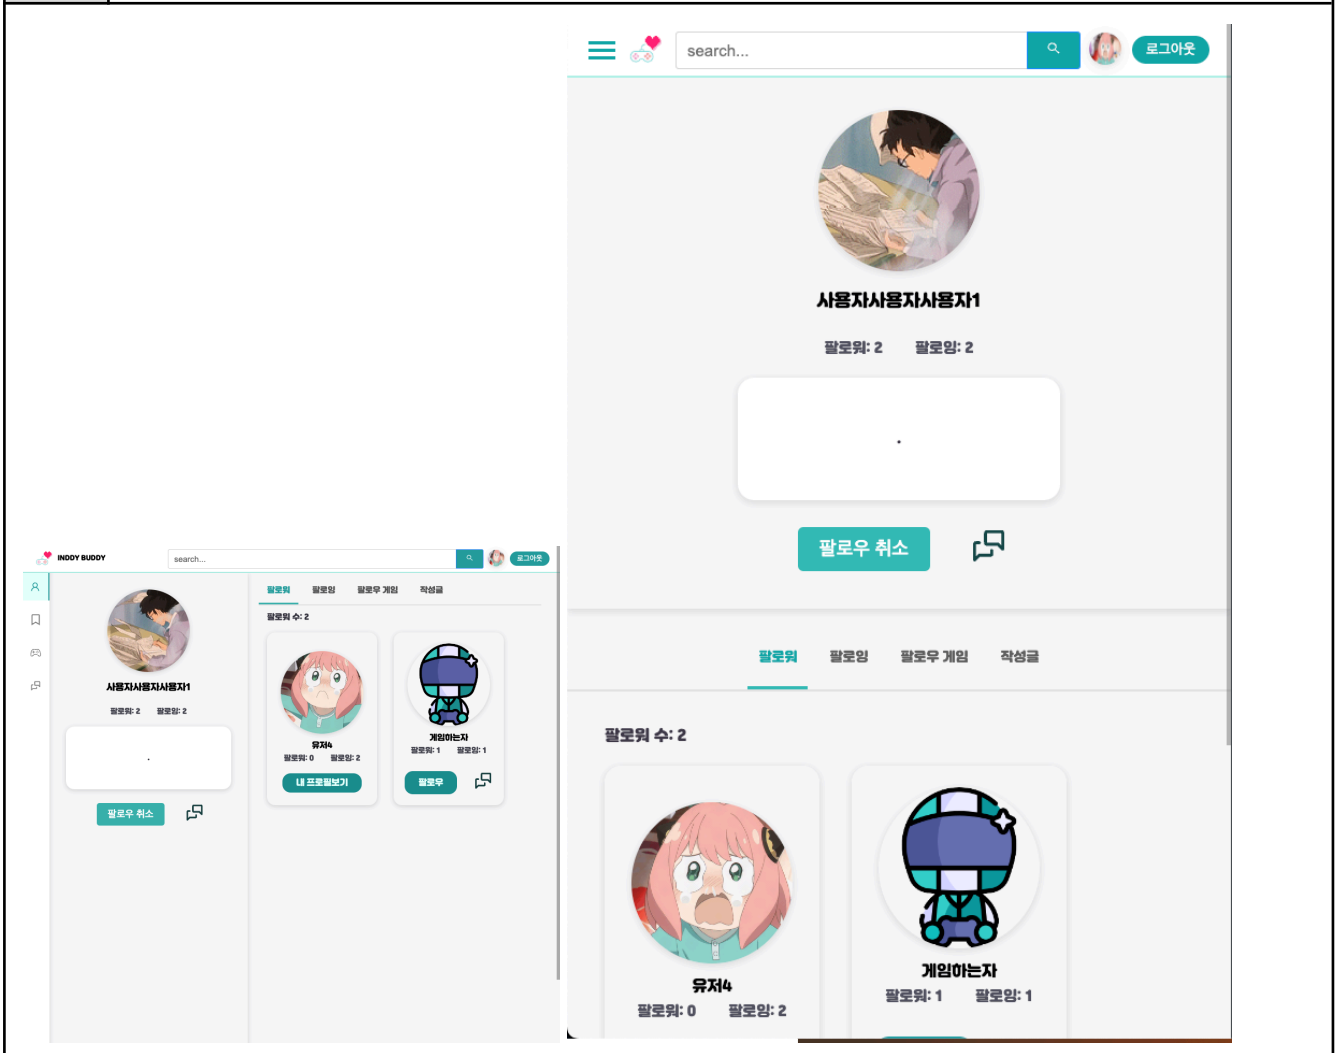 INDDY BUDDY
search...
로그아웃
사용자사용자사용자1
팔로워: 2 팔로잉: 2
.
팔로우 취소
팔로워 팔로잉 팔로우 게임 작성글
팔로워 수: 2
유저4
팔로워: 0 팔로잉: 2
내 프로필보기
게임하는자
팔로워: 1 팔로잉: 1
팔로우
search...
로그아웃
사용자사용자사용자1
팔로워: 2 팔로잉: 2
.
팔로우 취소
팔로워 팔로잉 팔로우 게임 작성글
팔로워 수: 2
유저4
팔로워: 0 팔로잉: 2
게임하는자
팔로워: 1 팔로잉: 1